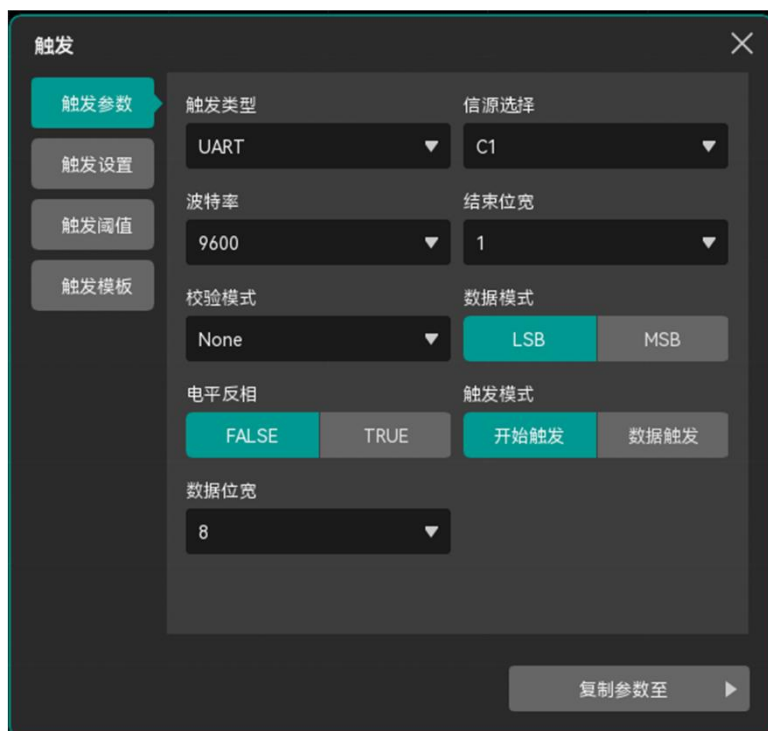 触发
触发参数
触发设置
触发阈值
触发模板
触发类型 信源选择
UART C1
波特率 结束位宽
9600 1
校验模式 数据模式
None LSB MSB
电平反相 触发模式
FALSE TRUE 开始触发 数据触发
数据位宽
8
复制参数至